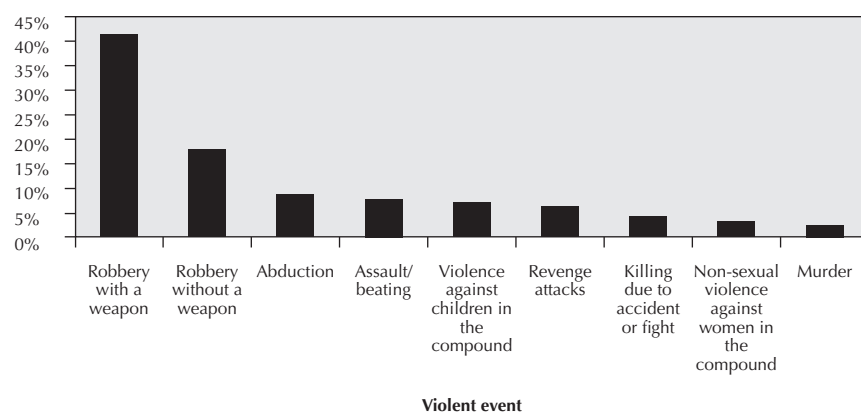 45%
40%
35%
30%
25%
20%
15%
10%
5%
0%
Robbery
with a
weapon
Robbery
without a
weapon
Abduction
Assault/
beating
Violence
against
children in
the
compound
Revenge
attacks
Killing
due to
accident
or fight
Non-sexual
violence
against
women in
the
compound
Murder
Violent event